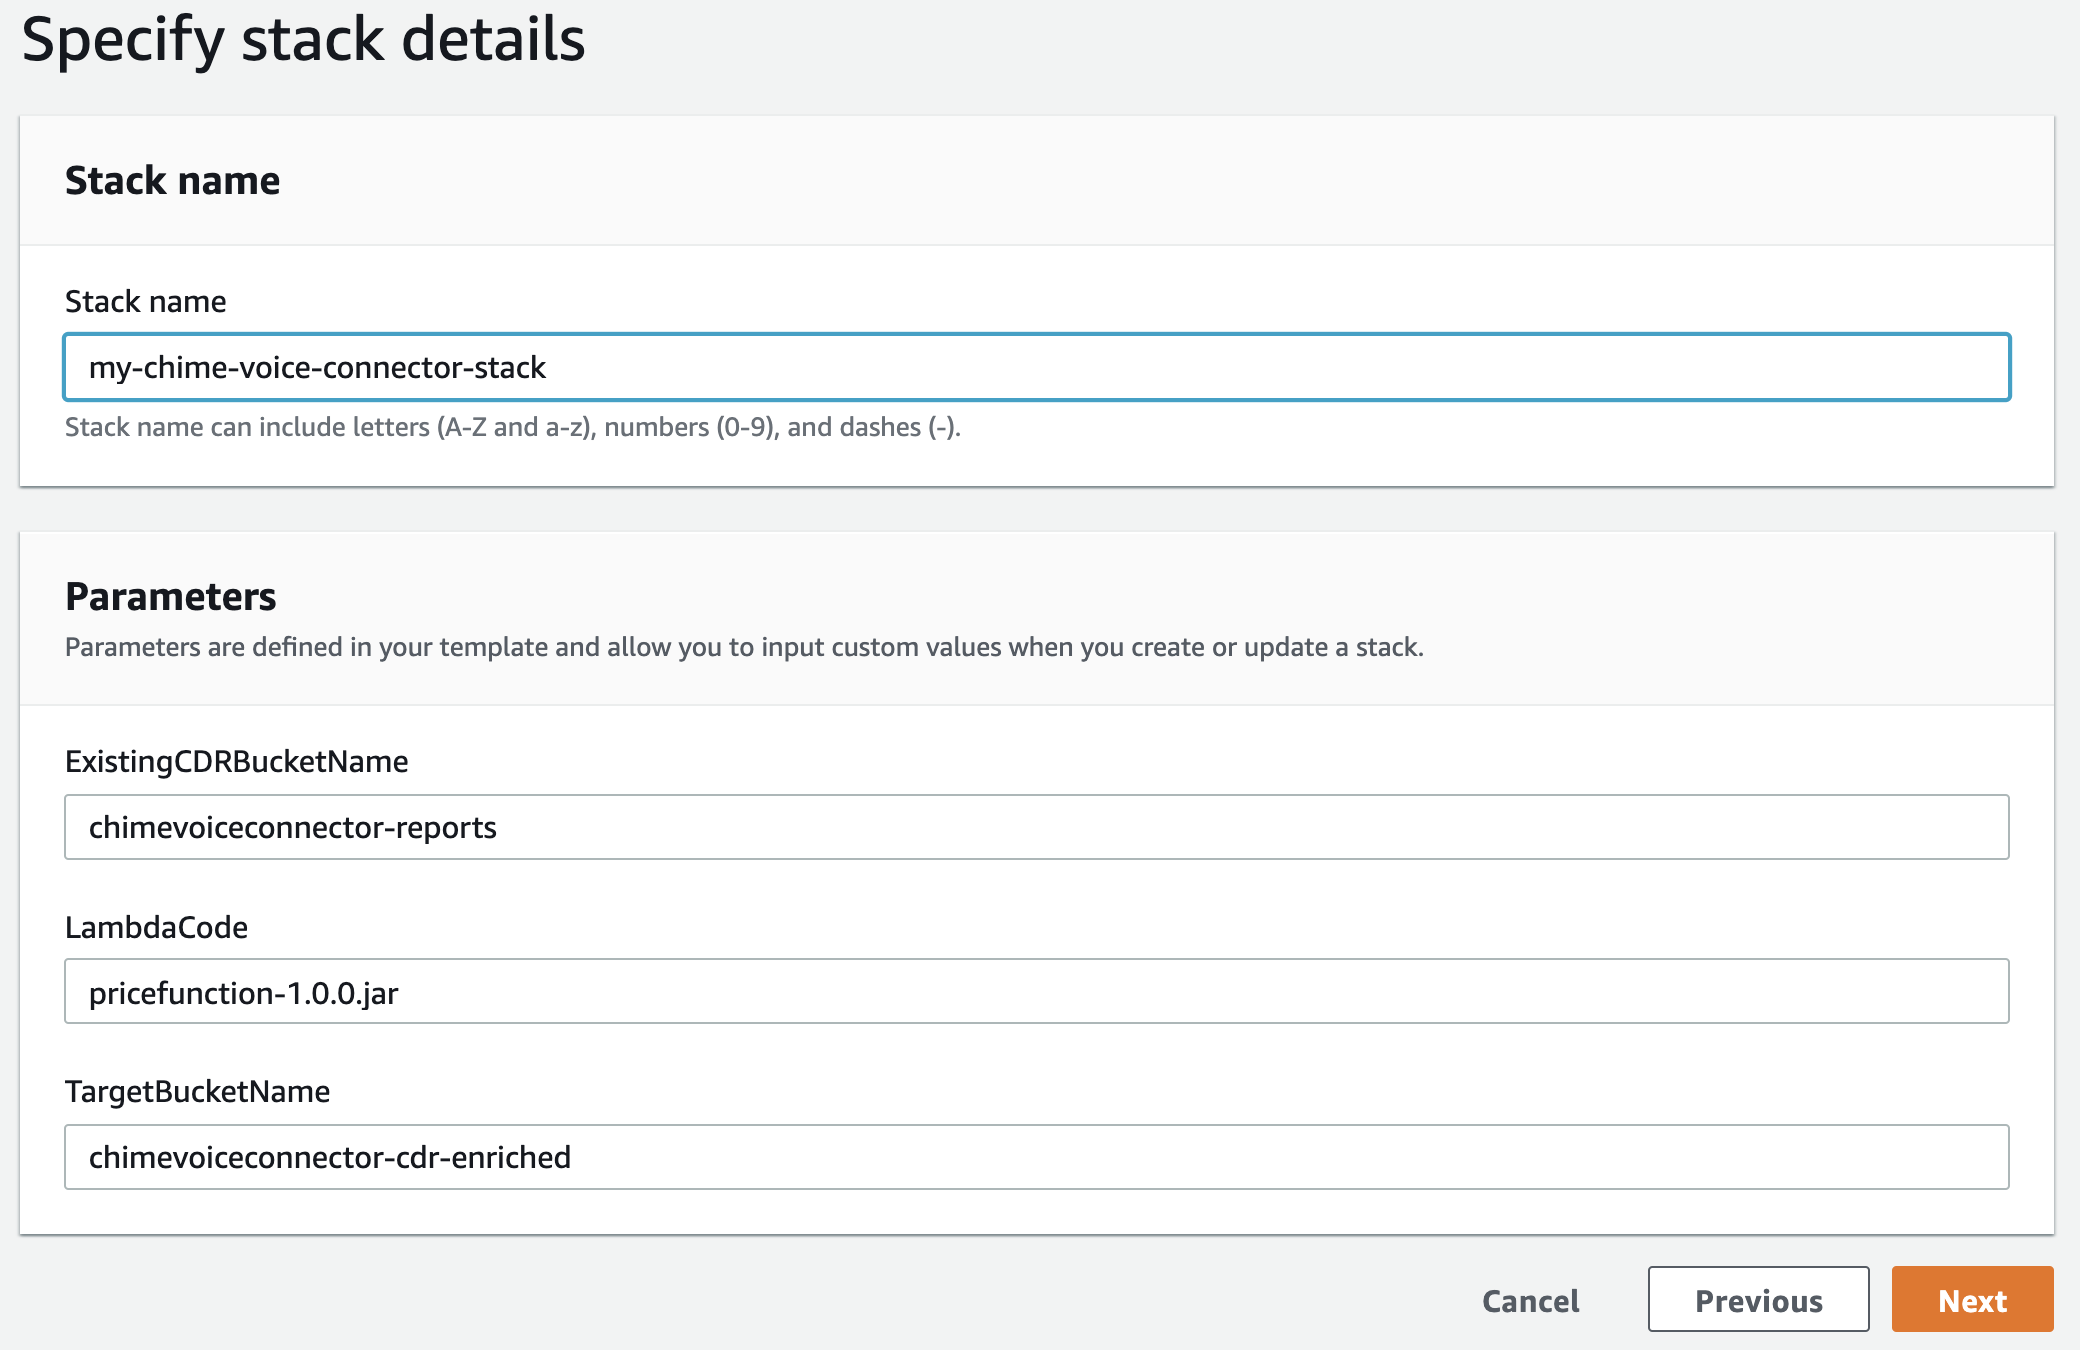 Specify stack details
Stack name
Stack name
my-chime-voice-connector-stack
Stack name can include letters (A-Z and a-z), numbers (0-9), and dashes (-).
Parameters
Parameters are defined in your template and allow you to input custom values when you create or update a stack.
ExistingCDRBucketName
chimevoiceconnector-reports
LambdaCode
pricefunction-1.0.0.jar
TargetBucketName
chimevoiceconnector-cdr-enriched
Cancel Previous Next